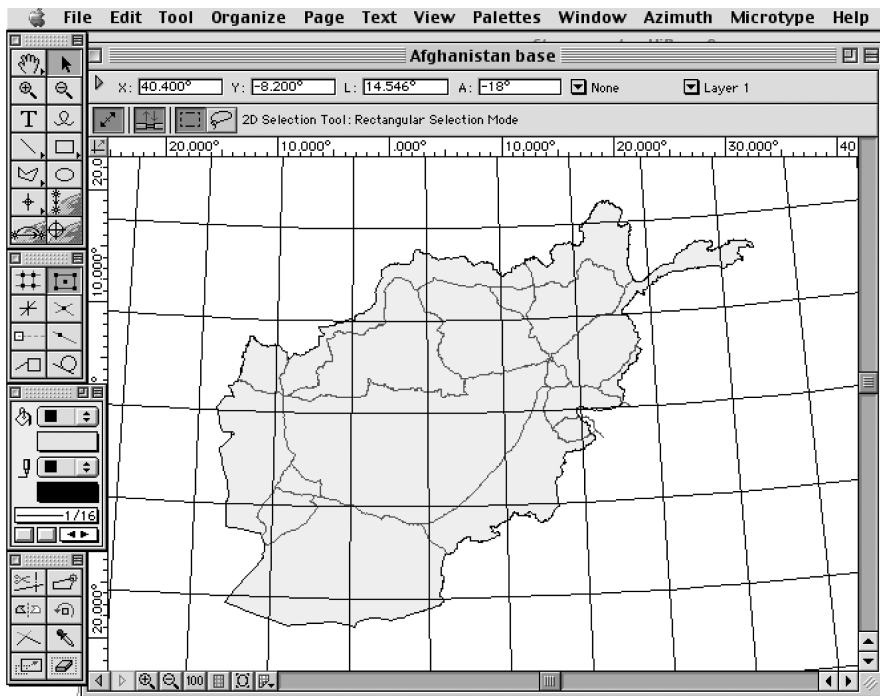 File Edit Tool Organize Page Text View Palettes Window Azimuth Microtype Help
Afghanistan base
X: 40.400° Y: -8.200° L: 14.546° A: -18° None Layer 1
2D Selection Tool: Rectangular Selection Mode
20.000° 10.000° .000° 10.000° 20.000° 30.000° 40
20.0
10.000°
°
20.000°
T
1/16
100